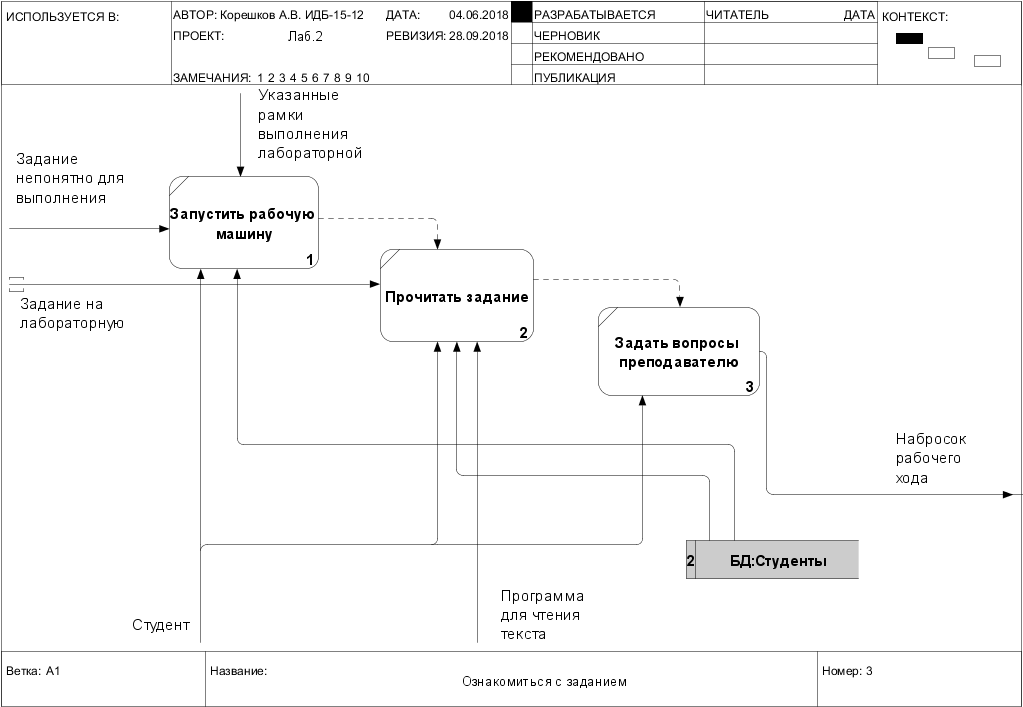 ИСПОЛЬЗУЕТСЯ В:
АВТОР: Корешков А.В. ИДБ-15-12
ДАТА: 04.06.2018
РАЗРАБАТЫВАЕТСЯ
ЧИТАТЕЛЬ
ДАТА
КОНТЕКСТ:
ПРОЕКТ: Лаб.2
РЕВИЗИЯ: 28.09.2018
ЧЕРНОВИК
РЕКОМЕНДОВАНО
ЗАМЕЧАНИЯ: 1 2 3 4 5 6 7 8 9 10
ПУБЛИКАЦИЯ
Указанные
рамки
выполнения
лабораторной
Задание
непонятно для
выполнения
Запустить рабочую
машину
1
Задание на
лабораторную
Прочитать задание
2
Задать вопросы
преподавателю
3
Набросок
рабочего
хода
2
БД:Студенты
Программа
для чтения
текста
Студент
Ветка: A1
Название:
Ознакомиться с заданием
Номер: 3